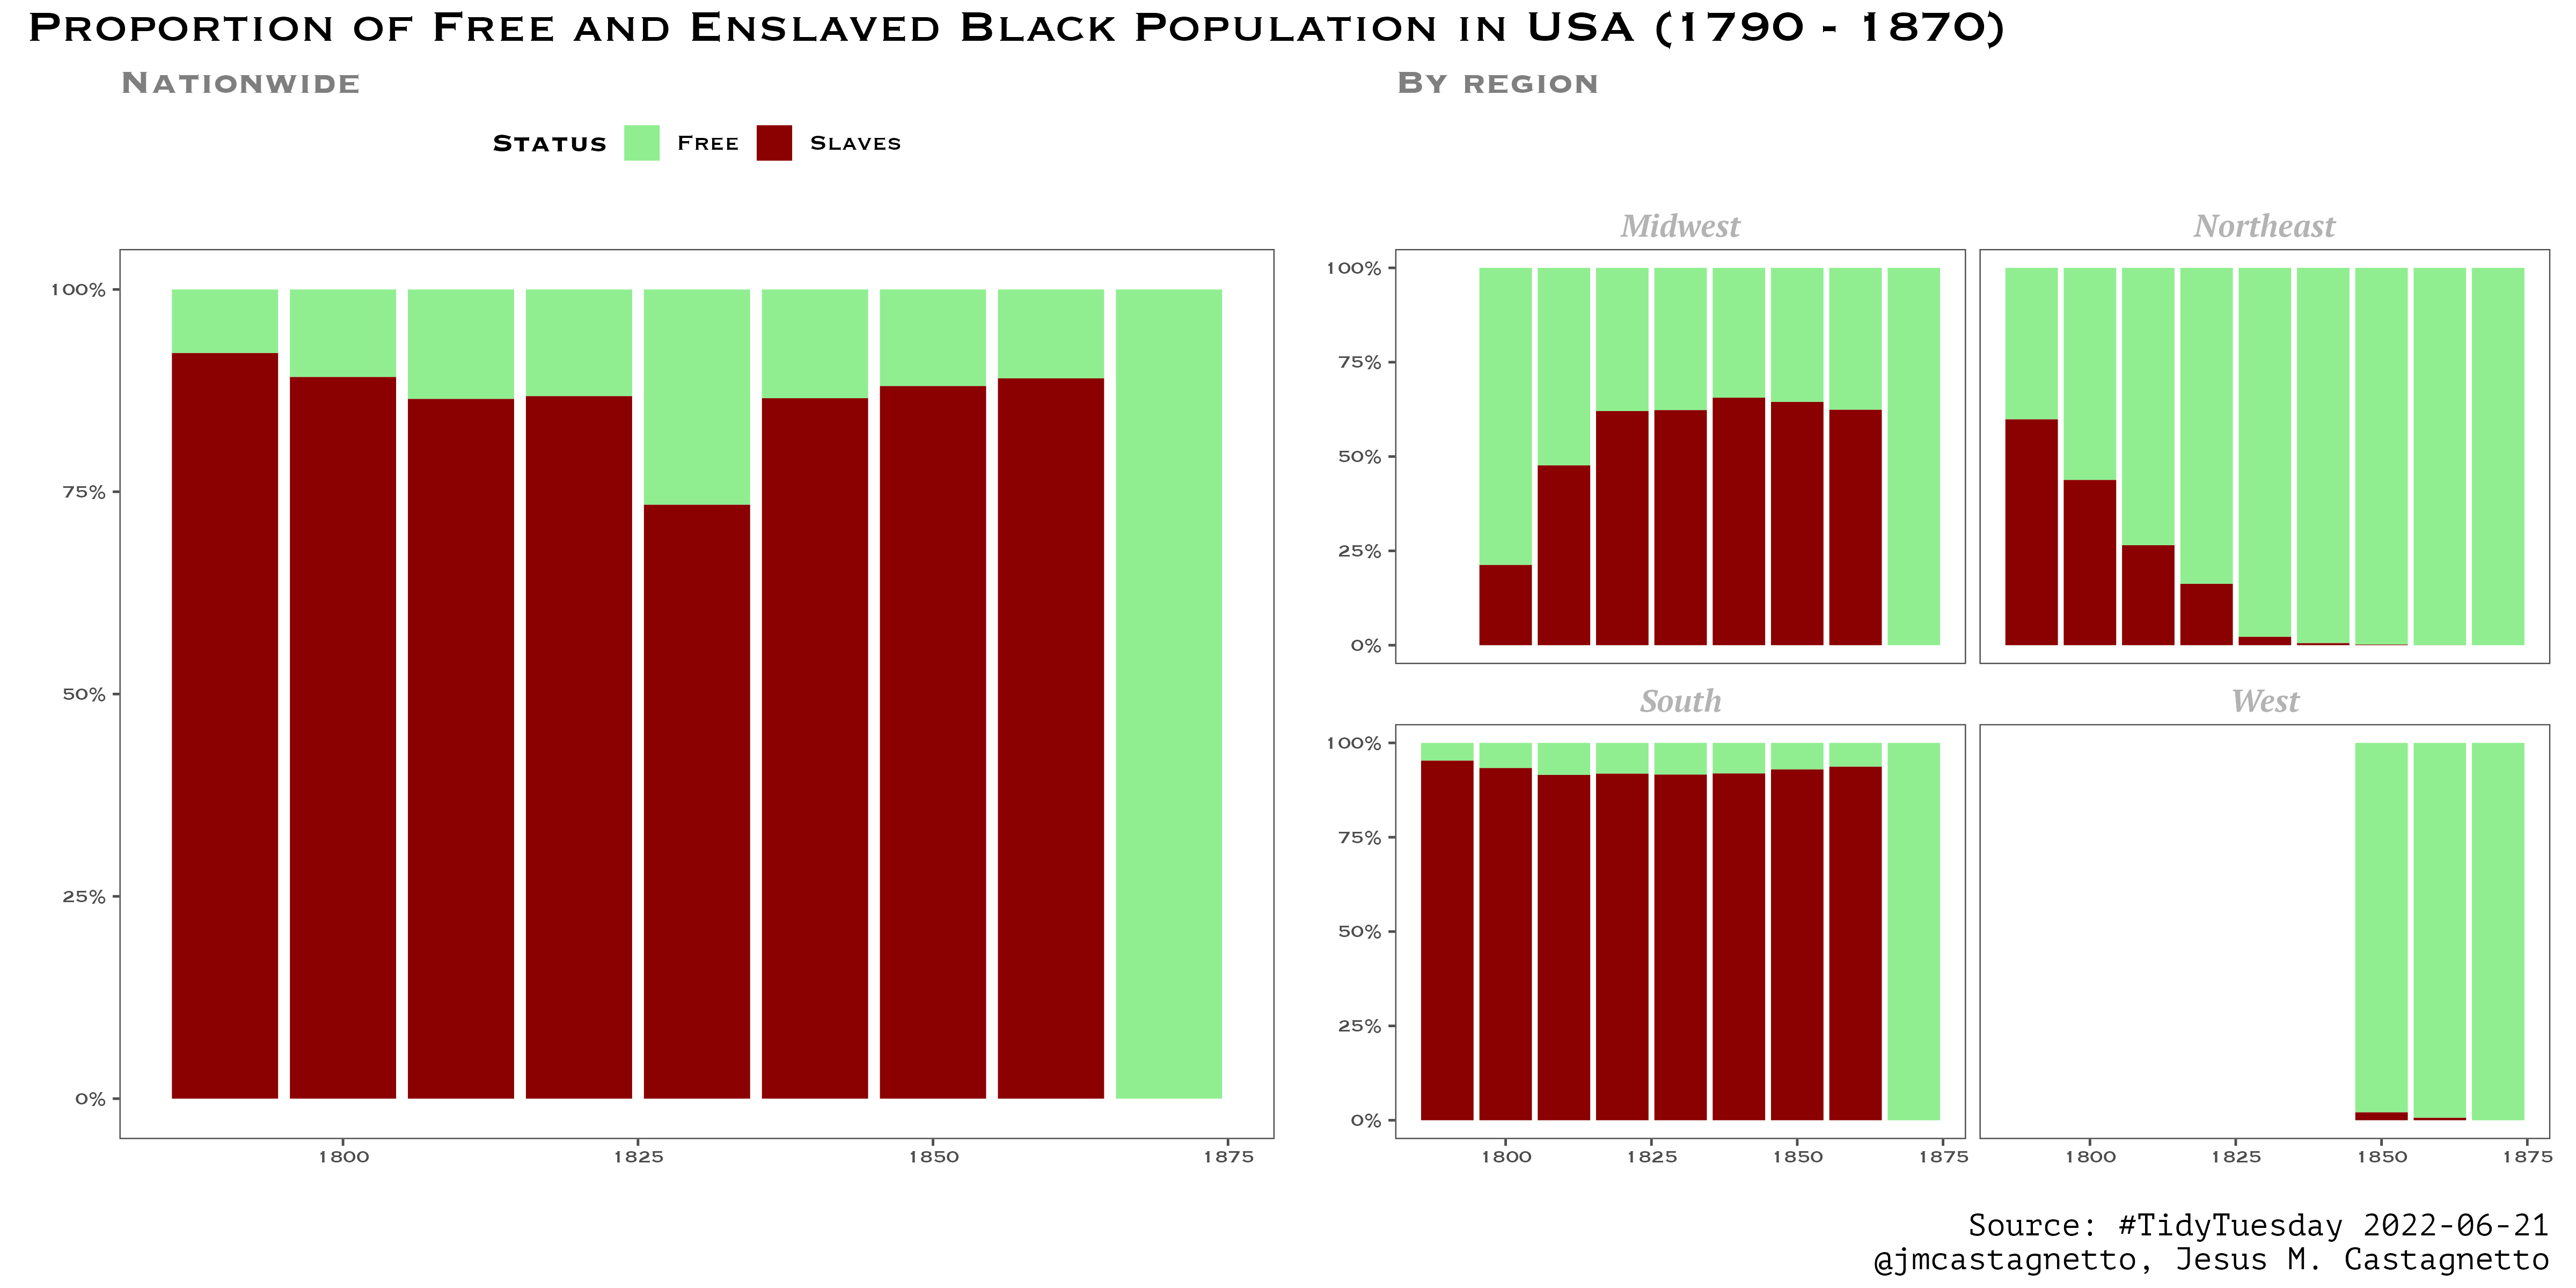 Proportion of Free and Enslaved Black Population in USA (1790 - 1870)
Nationwide
Status Free Slaves
100%
75%
50%
25%
0%
1800 1825 1850 1875
By region
Midwest Northeast
100%
75%
50%
25%
0%
South West
100%
75%
50%
25%
0%
1800 1825 1850 1875 1800 1825 1850 1875
Source: #TidyTuesday 2022-06-21
@jmcastagnetto, Jesus M. Castagnetto